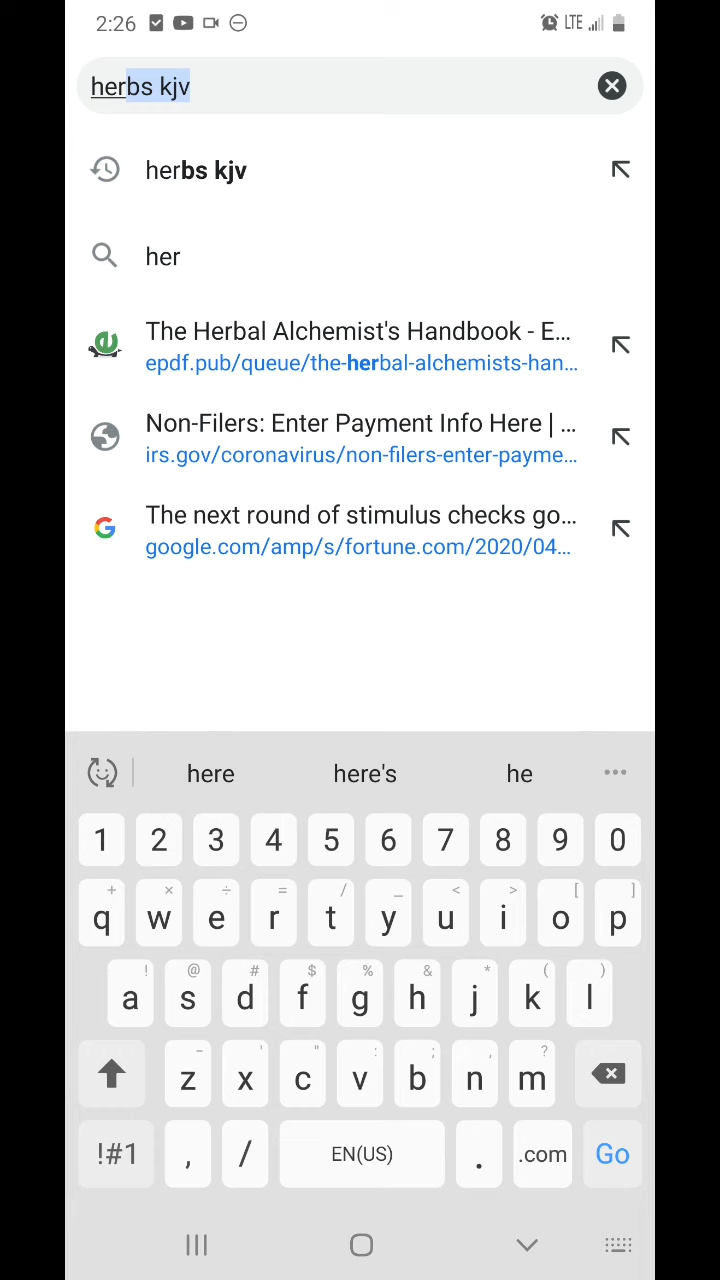 2:26 LTE
herbs kjv
herbs kjv
her
The Herbal Alchemist's Handbook - E...
epdf.pub/queue/the-herbal-alchemists-han...
Non-Filers: Enter Payment Info Here | ...
irs.gov/coronavirus/non-filers-enter-payme...
The next round of stimulus checks go...
google.com/amp/s/fortune.com/2020/04...
here here's he ...
1 2 3 4 5 6 7 8 9 0
+ × ÷ = / _ < > [ ]
q w e r t y u i o p
! @ # $ % & * ( )
a s d f g h j k l
- ' " : ; , ?
z x c v b n m
!#1 , / EN(US) . .com Go